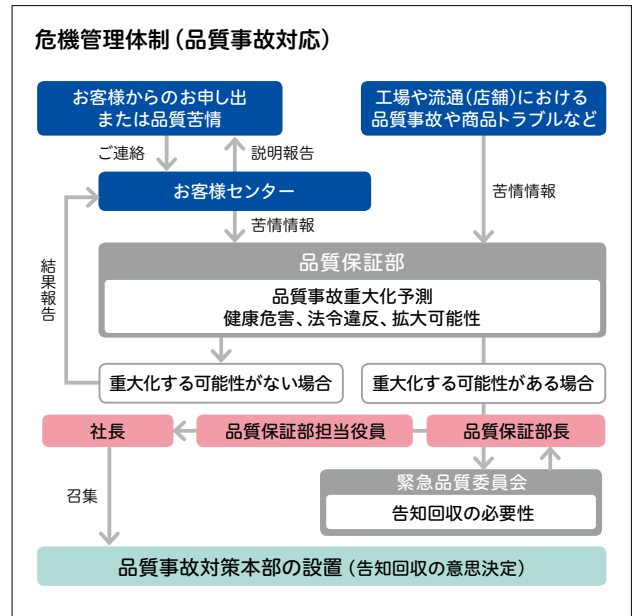 危機管理体制（品質事故対応）
お客様からのお申し出
または品質苦情
工場や流通（店舗）における
品質事故や商品トラブルなど
ご連絡
説明報告
お客様センター
苦情情報
苦情情報
結果報告
品質保証部
品質事故重大化予測
健康危害、法令違反、拡大可能性
重大化する可能性がない場合
重大化する可能性がある場合
社長
品質保証部担当役員
品質保証部長
召集
緊急品質委員会
告知回収の必要性
品質事故対策本部の設置（告知回収の意思決定）